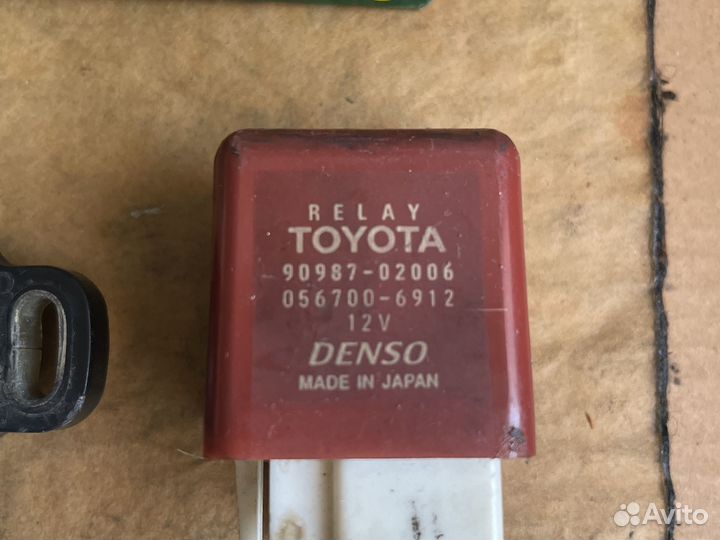 RELAY
TOYOTA
90987-02006
056700-6912
12V
DENSO
MADE IN JAPAN
Avito